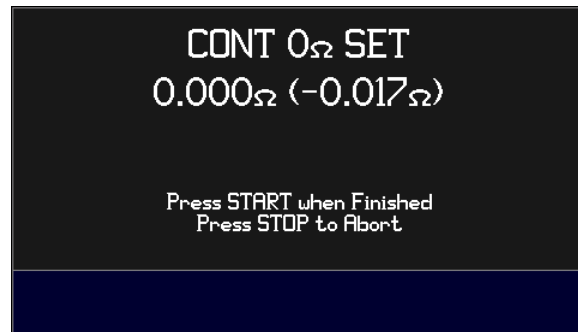 CONT 0Ω SET
0.000Ω (-0.017Ω)
Press START when Finished
Press STOP to Abort